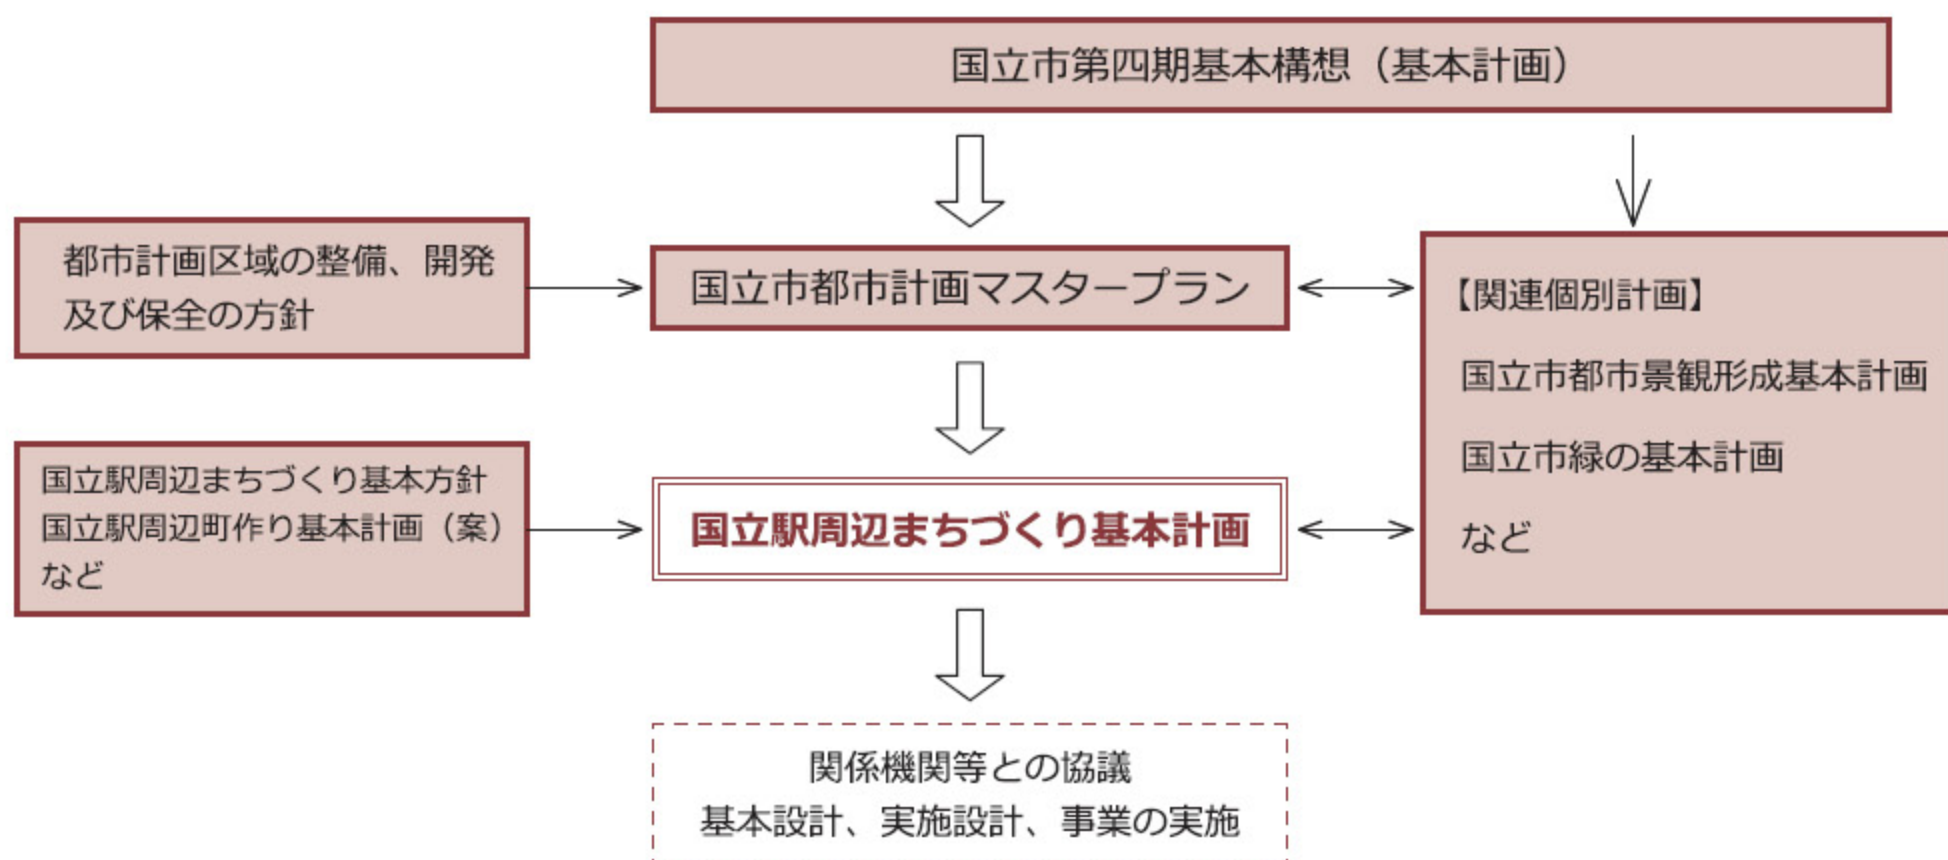 国立市第四期基本構想（基本計画）
都市計画区域の整備、開発
及び保全の方針
国立市都市計画マスタープラン
【関連個別計画】
国立市都市景観形成基本計画
国立市緑の基本計画
など
国立駅周辺まちづくり基本方針
国立駅周辺町作り基本計画（案）
など
国立駅周辺まちづくり基本計画
関係機関等との協議
基本設計、実施設計、事業の実施